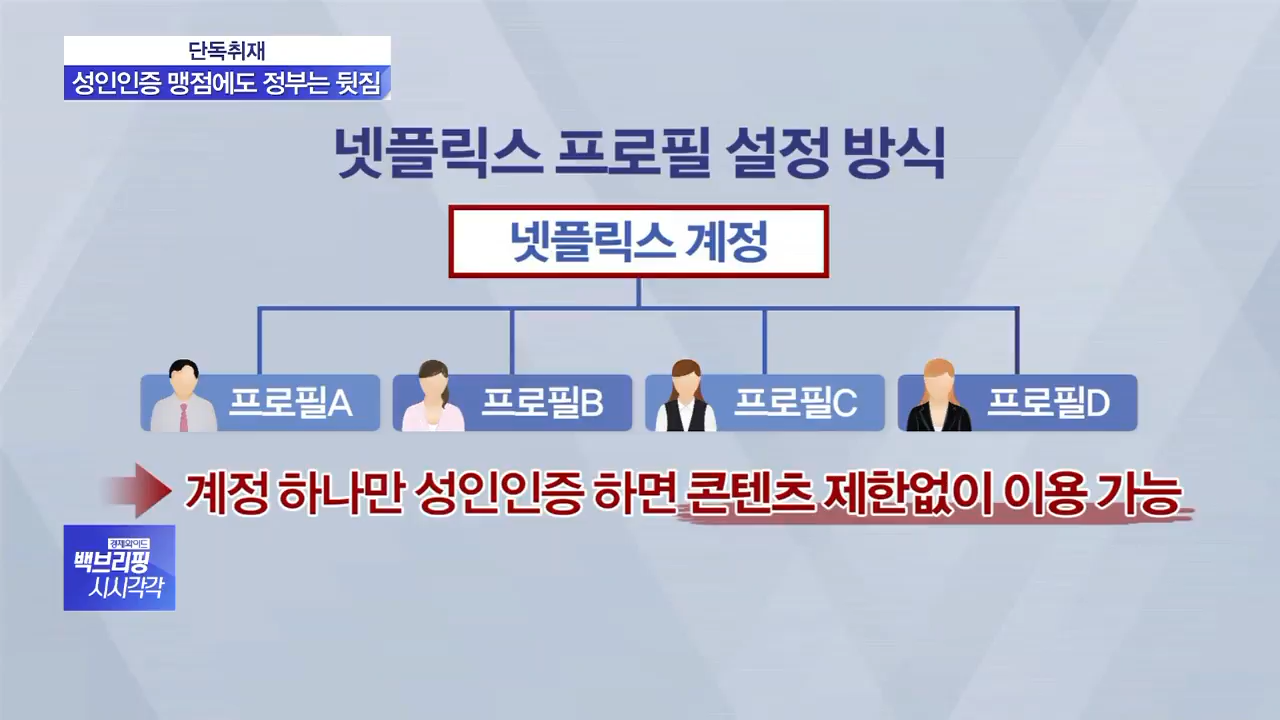 단독취재
성인인증 맹점에도 정부는 뒷짐
넷플릭스 프로필 설정 방식
넷플릭스 계정
프로필A
프로필B
프로필C
프로필D
계정 하나만 성인인증 하면 콘텐츠 제한없이 이용 가능
경제와이드
백브리핑
시시각각